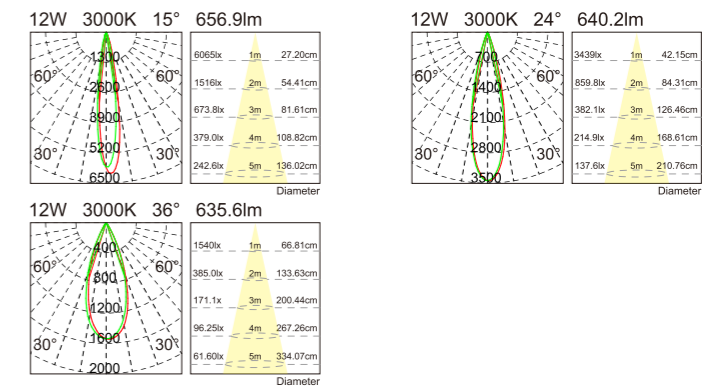 12W 3000K 15° 656.9lm
1300
2600
3900
5200
6500
60° 60°
30° 30°
6065lx 1m 27.20cm
1516lx 2m 54.41cm
673.8lx 3m 81.61cm
379.0lx 4m 108.82cm
242.6lx 5m 136.02cm
Diameter
12W 3000K 24° 640.2lm
700
1400
2100
2800
3500
60° 60°
30° 30°
3439lx 1m 42.15cm
859.8lx 2m 84.31cm
382.1lx 3m 126.46cm
214.9lx 4m 168.61cm
137.6lx 5m 210.76cm
Diameter
12W 3000K 36° 635.6lm
400
800
1200
1600
2000
60° 60°
30° 30°
1540lx 1m 66.81cm
385.0lx 2m 133.63cm
171.1x 3m 200.44cm
96.25lx 4m 267.26cm
61.60lx 5m 334.07cm
Diameter